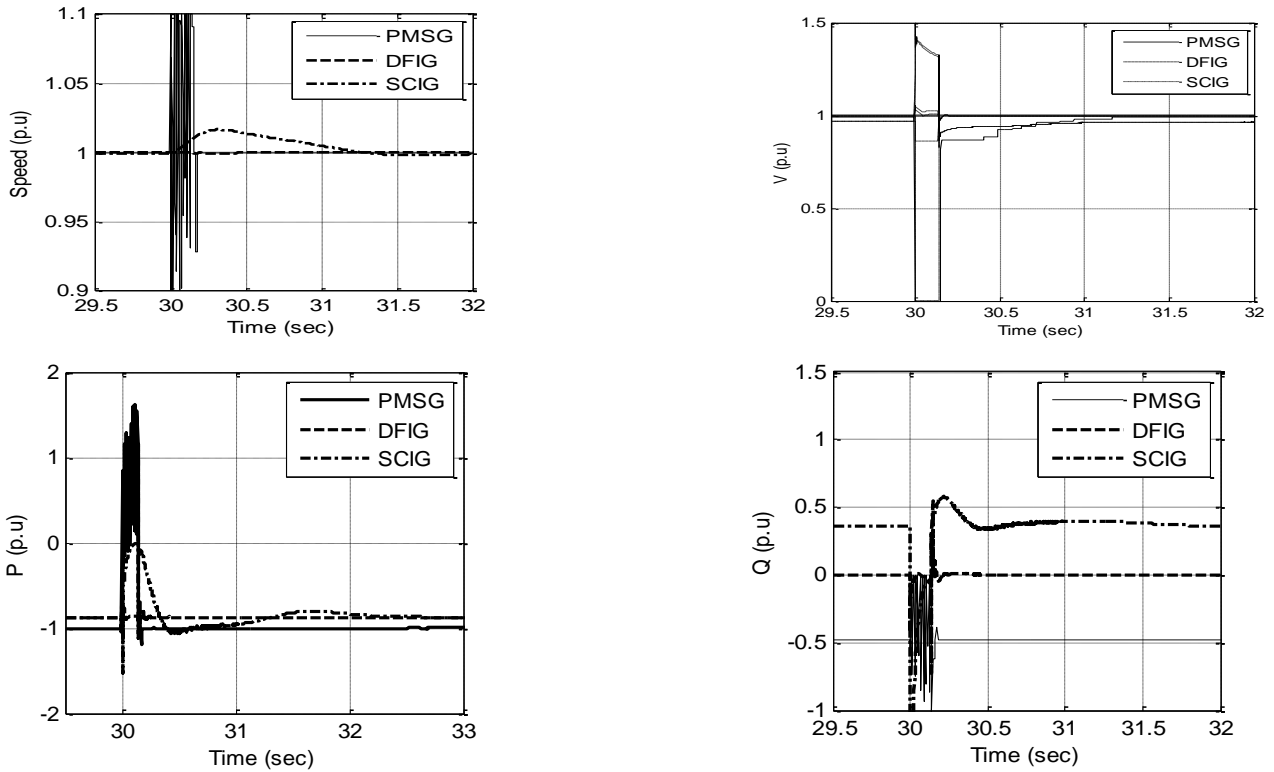 1.1
1.05
1
0.95
0.9
Speed (p.u)
PMSG
DFIG
SCIG
29.5 30 30.5 31 31.5 32
Time (sec)
1.5
1
0.5
0
V (p.u)
PMSG
DFIG
SCIG
29.5 30 30.5 31 31.5 32
Time (sec)
2
1
0
-1
-2
P (p.u)
PMSG
DFIG
SCIG
30 31 32 33
Time (sec)
1.5
1
0.5
0
-0.5
-1
Q (p.u)
PMSG
DFIG
SCIG
29.5 30 30.5 31 31.5 32
Time (sec)